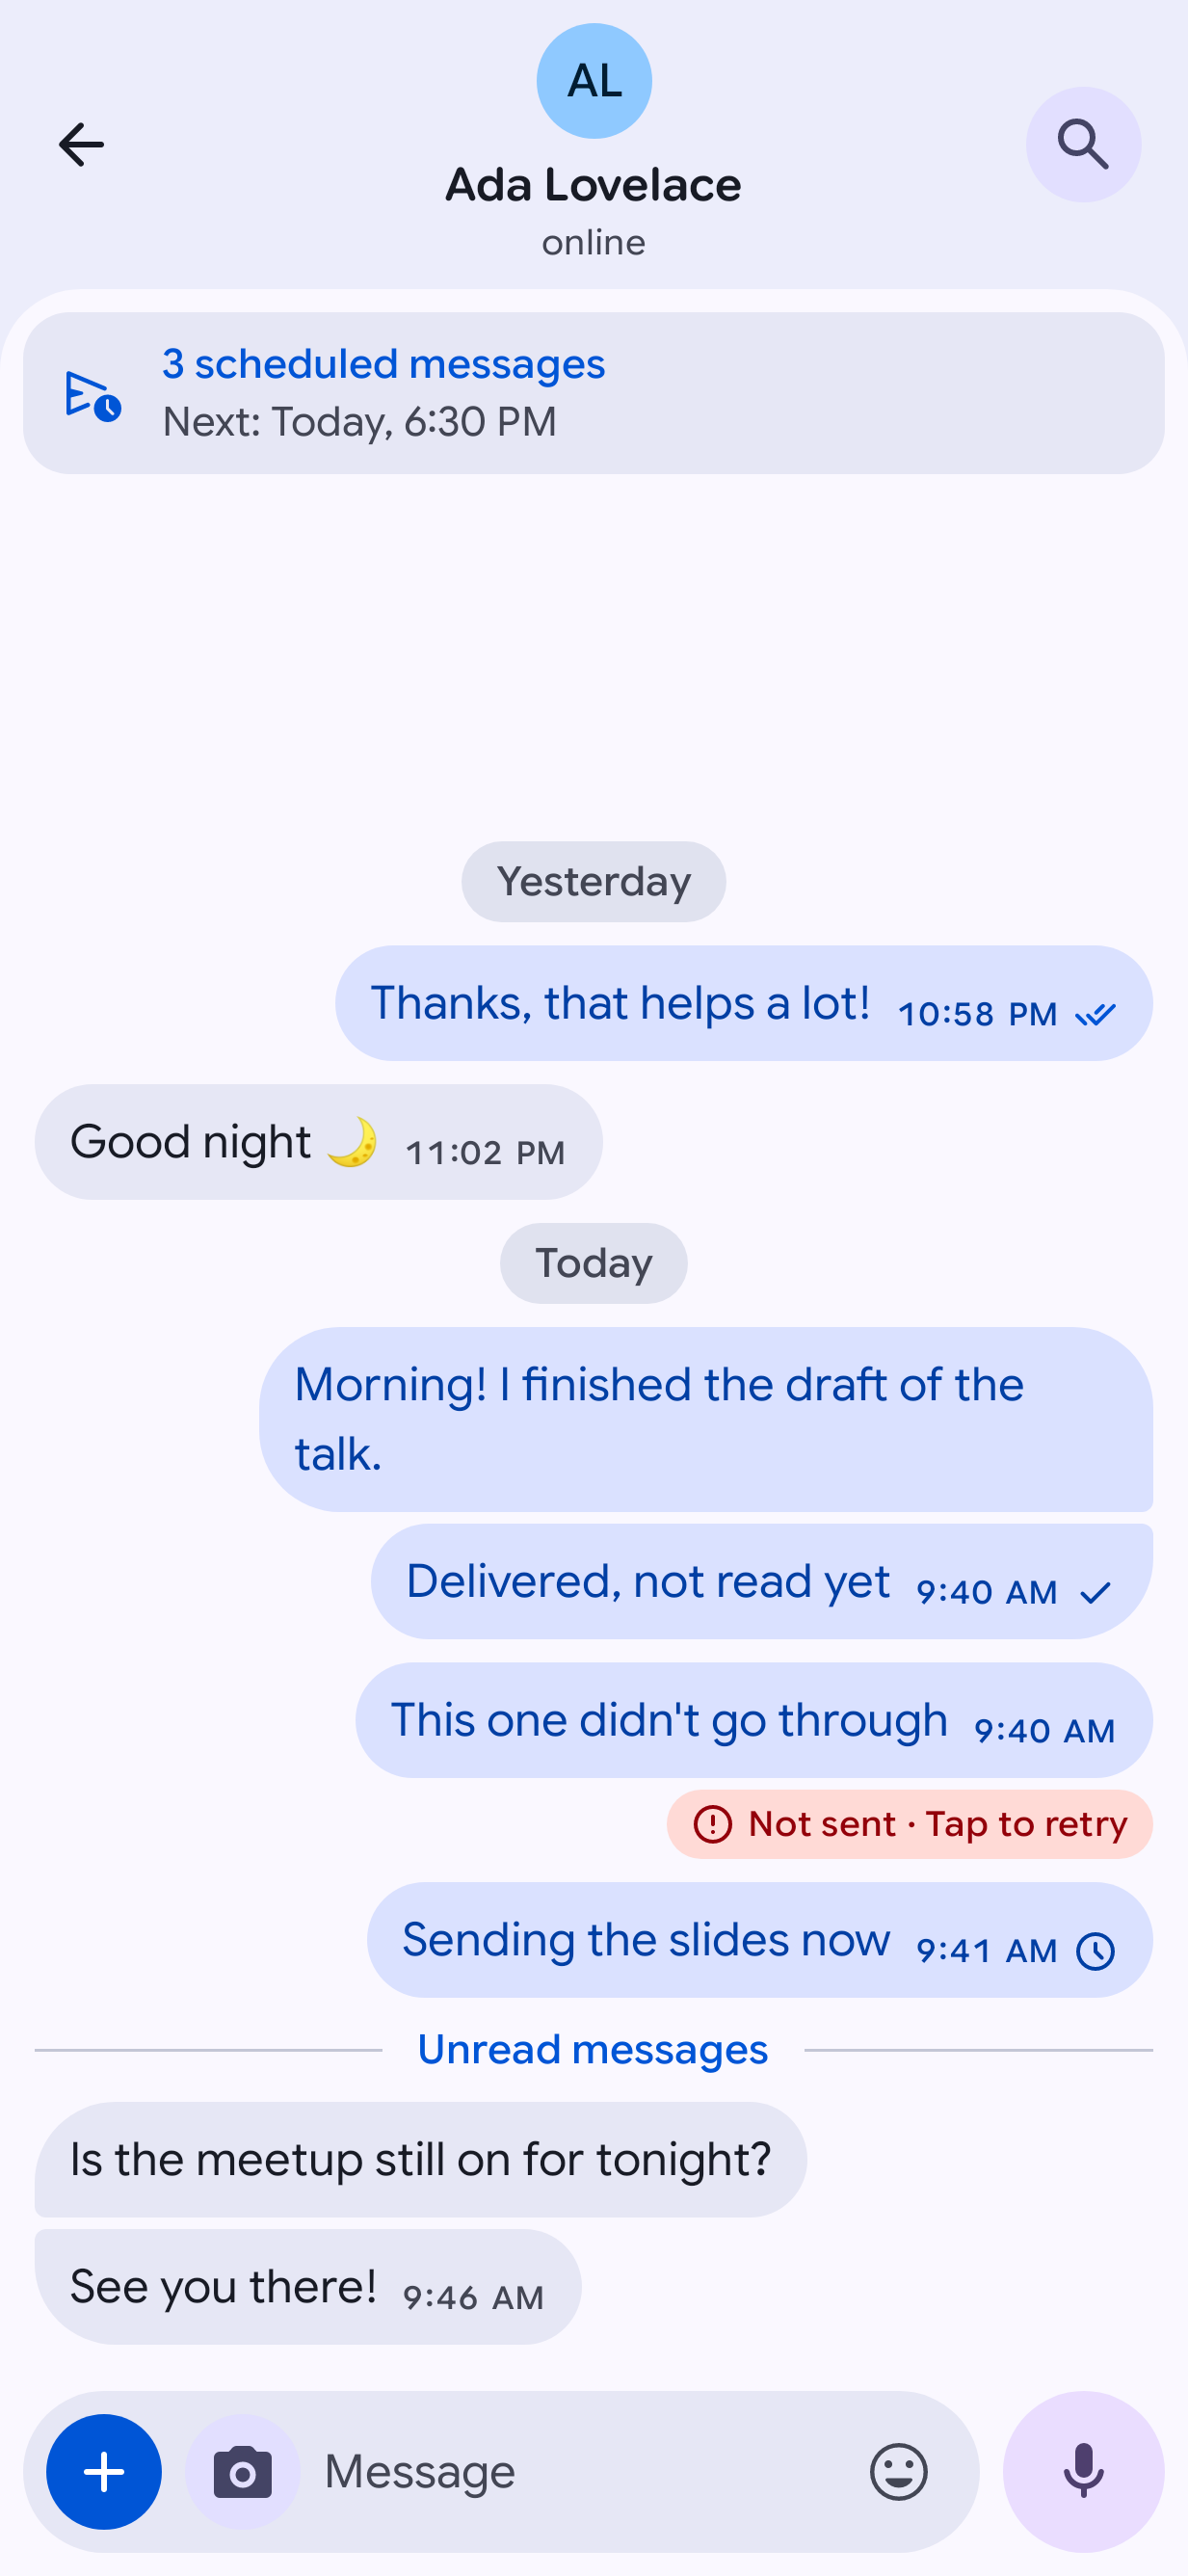 AL
Ada Lovelace
online
3 scheduled messages
Next: Today, 6:30 PM
Yesterday
Thanks, that helps a lot! 10:58 PM
Good night 🌙 11:02 PM
Today
Morning! I finished the draft of the
talk.
Delivered, not read yet 9:40 AM
This one didn't go through 9:40 AM
Not sent · Tap to retry
Sending the slides now 9:41 AM
Unread messages
Is the meetup still on for tonight?
See you there! 9:46 AM
Message